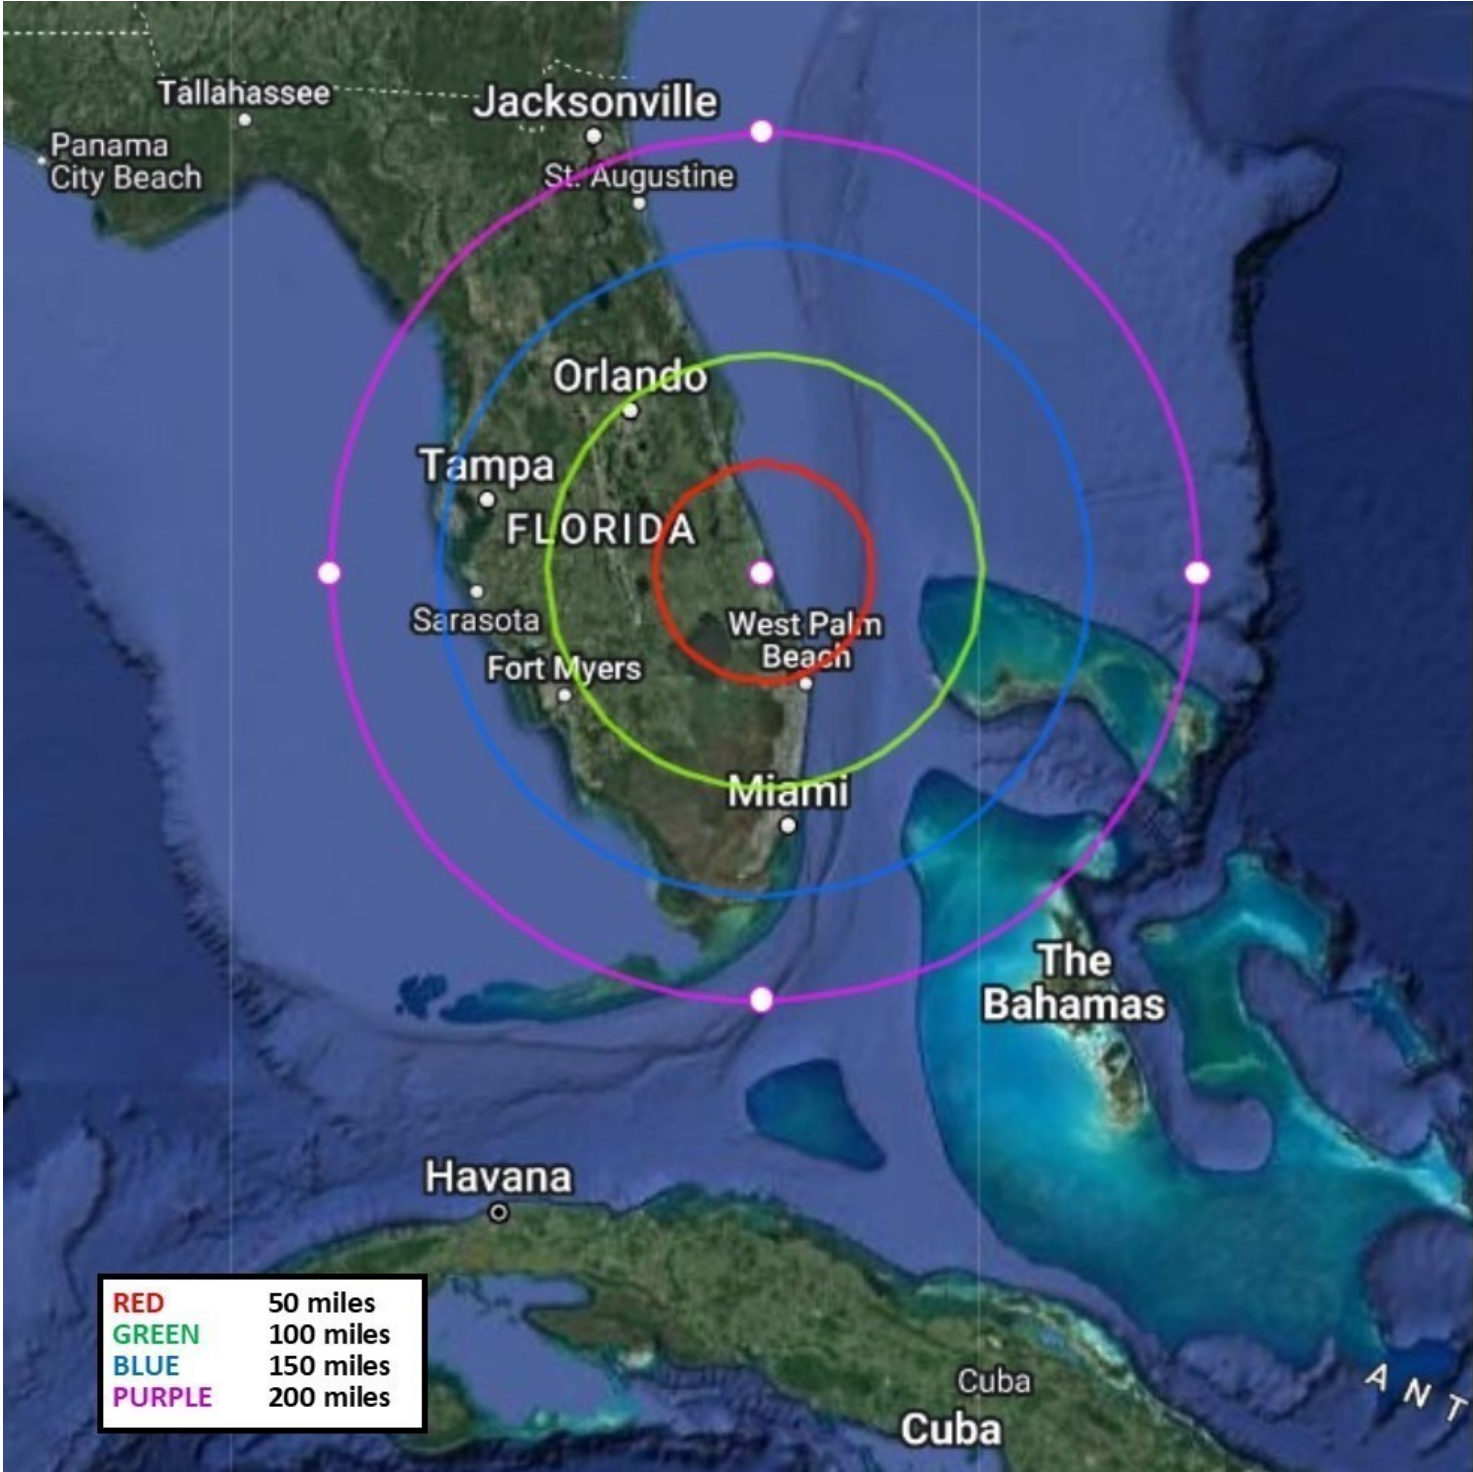 Tallahassee
Jacksonville
Panama
City Beach
St. Augustine
Orlando
Tampa
FLORIDA
Sarasota
West Palm
Beach
Fort Myers
Miami
The
Bahamas
Havana
RED 50 miles
GREEN 100 miles
BLUE 150 miles
PURPLE 200 miles
Cuba
Cuba
ANT